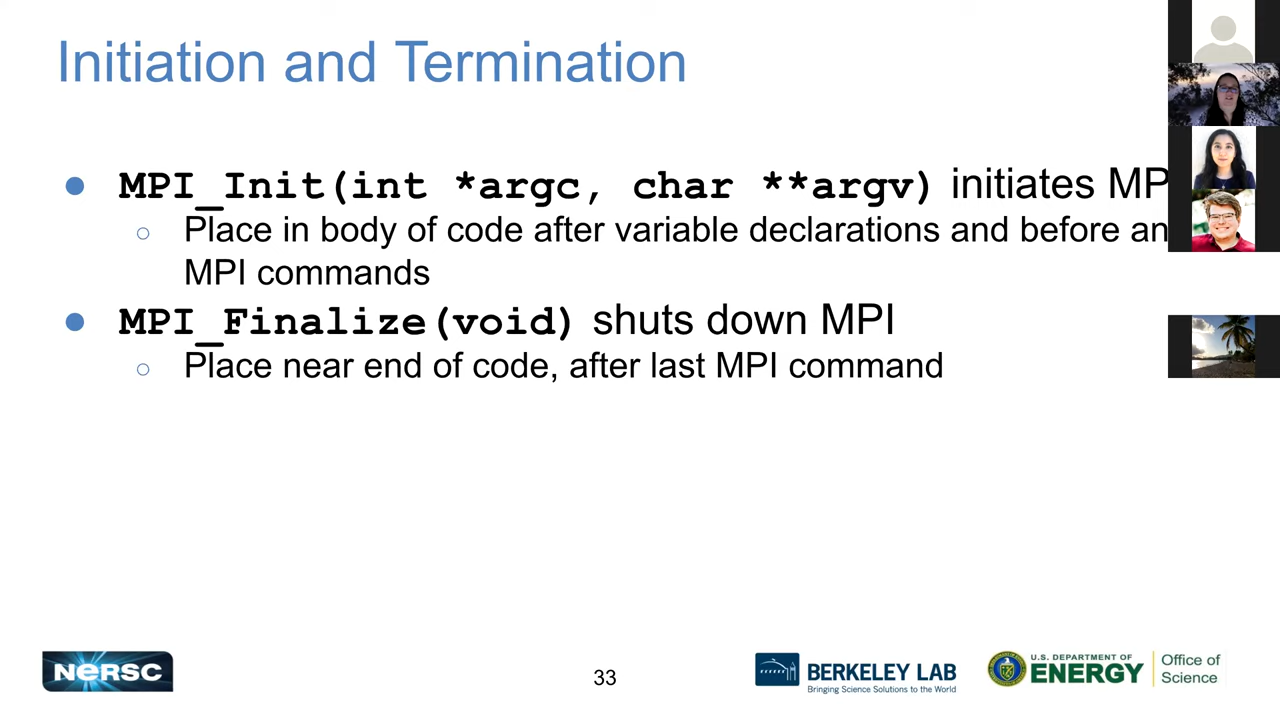 Initiation and Termination
● MPI_Init(int *argc, char **argv) initiates MP
○ Place in body of code after variable declarations and before an
MPI commands
● MPI_Finalize(void) shuts down MPI
○ Place near end of code, after last MPI command
NERSC
33
BERKELEY LAB
Bringing Science Solutions to the World
U.S. DEPARTMENT OF
ENERGY
Office of
Science